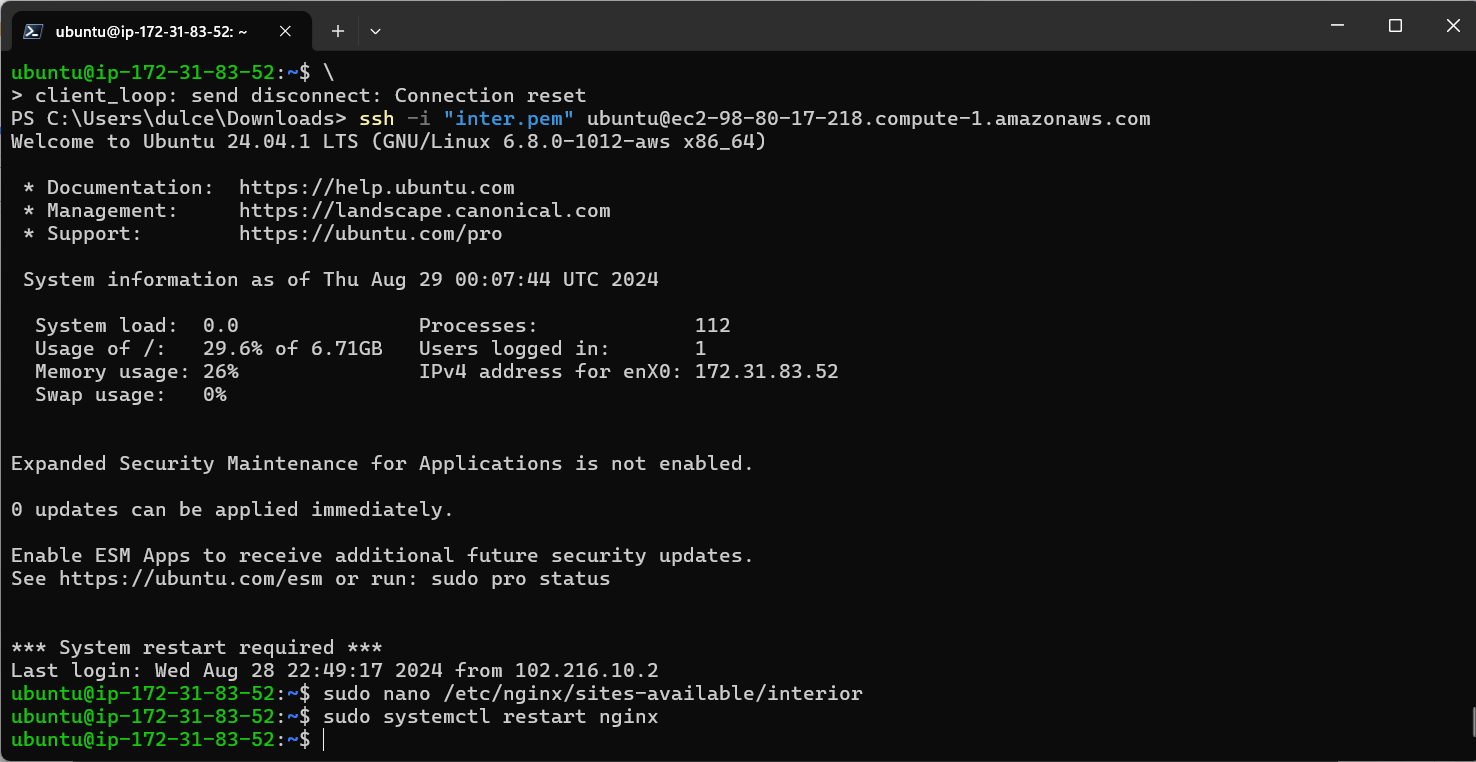 ubuntu@ip-172-31-83-52: ~
ubuntu@ip-172-31-83-52:~$ \
> client_loop: send disconnect: Connection reset
PS C:\Users\dulce\Downloads> ssh -i "inter.pem" ubuntu@ec2-98-80-17-218.compute-1.amazonaws.com
Welcome to Ubuntu 24.04.1 LTS (GNU/Linux 6.8.0-1012-aws x86_64)
* Documentation:  https://help.ubuntu.com
* Management:     https://landscape.canonical.com
* Support:        https://ubuntu.com/pro
System information as of Thu Aug 29 00:07:44 UTC 2024
System load:  0.0               Processes:             112
Usage of /:   29.6% of 6.71GB   Users logged in:       1
Memory usage: 26%               IPv4 address for enX0: 172.31.83.52
Swap usage:   0%
Expanded Security Maintenance for Applications is not enabled.
0 updates can be applied immediately.
Enable ESM Apps to receive additional future security updates.
See https://ubuntu.com/esm or run: sudo pro status
*** System restart required ***
Last login: Wed Aug 28 22:49:17 2024 from 102.216.10.2
ubuntu@ip-172-31-83-52:~$ sudo nano /etc/nginx/sites-available/interior
ubuntu@ip-172-31-83-52:~$ sudo systemctl restart nginx
ubuntu@ip-172-31-83-52:~$